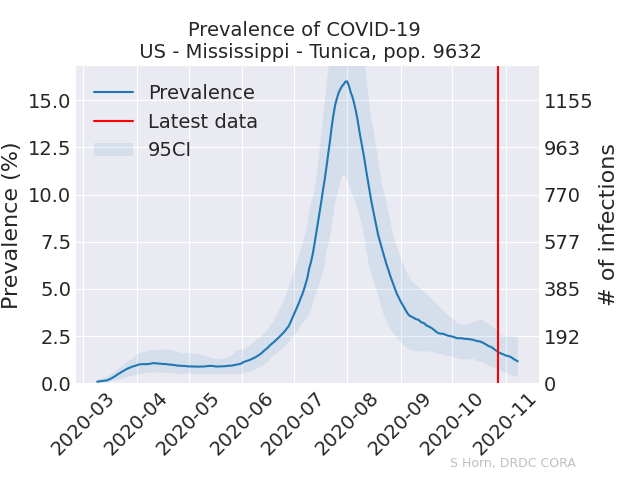 Prevalence of COVID-19
US - Mississippi - Tunica, pop. 9632
Prevalence
Latest data
95CI
Prevalence (%)
15.0
12.5
10.0
7.5
5.0
2.5
0.0
1155
963
770
577
385
192
0
# of infections
2020-03
2020-04
2020-05
2020-06
2020-07
2020-08
2020-09
2020-10
2020-11
S Horn, DRDC CORA